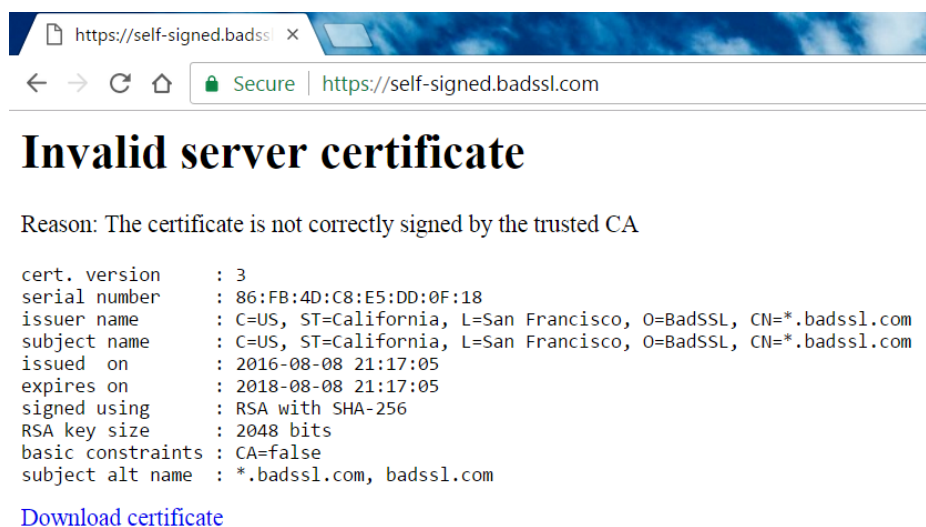 https://self-signed.badssl
Secure https://self-signed.badssl.com
Invalid server certificate
Reason: The certificate is not correctly signed by the trusted CA
cert. version : 3
serial number : 86:FB:4D:C8:E5:DD:0F:18
issuer name : C=US, ST=California, L=San Francisco, O=BadSSL, CN=*.badssl.com
subject name : C=US, ST=California, L=San Francisco, O=BadSSL, CN=*.badssl.com
issued on : 2016-08-08 21:17:05
expires on : 2018-08-08 21:17:05
signed using : RSA with SHA-256
RSA key size : 2048 bits
basic constraints : CA=false
subject alt name : *.badssl.com, badssl.com
Download certificate